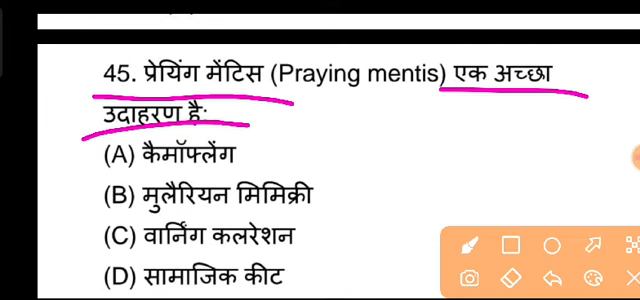 45. प्रेयिंग मेंटिस (Praying mentis) एक अच्छा
उदाहरण है:
(A) कैमॉफ्लेंग
(B) मुलैरियन मिमिक्री
(C) वार्निंग कलरेशन
(D) सामाजिक कीट